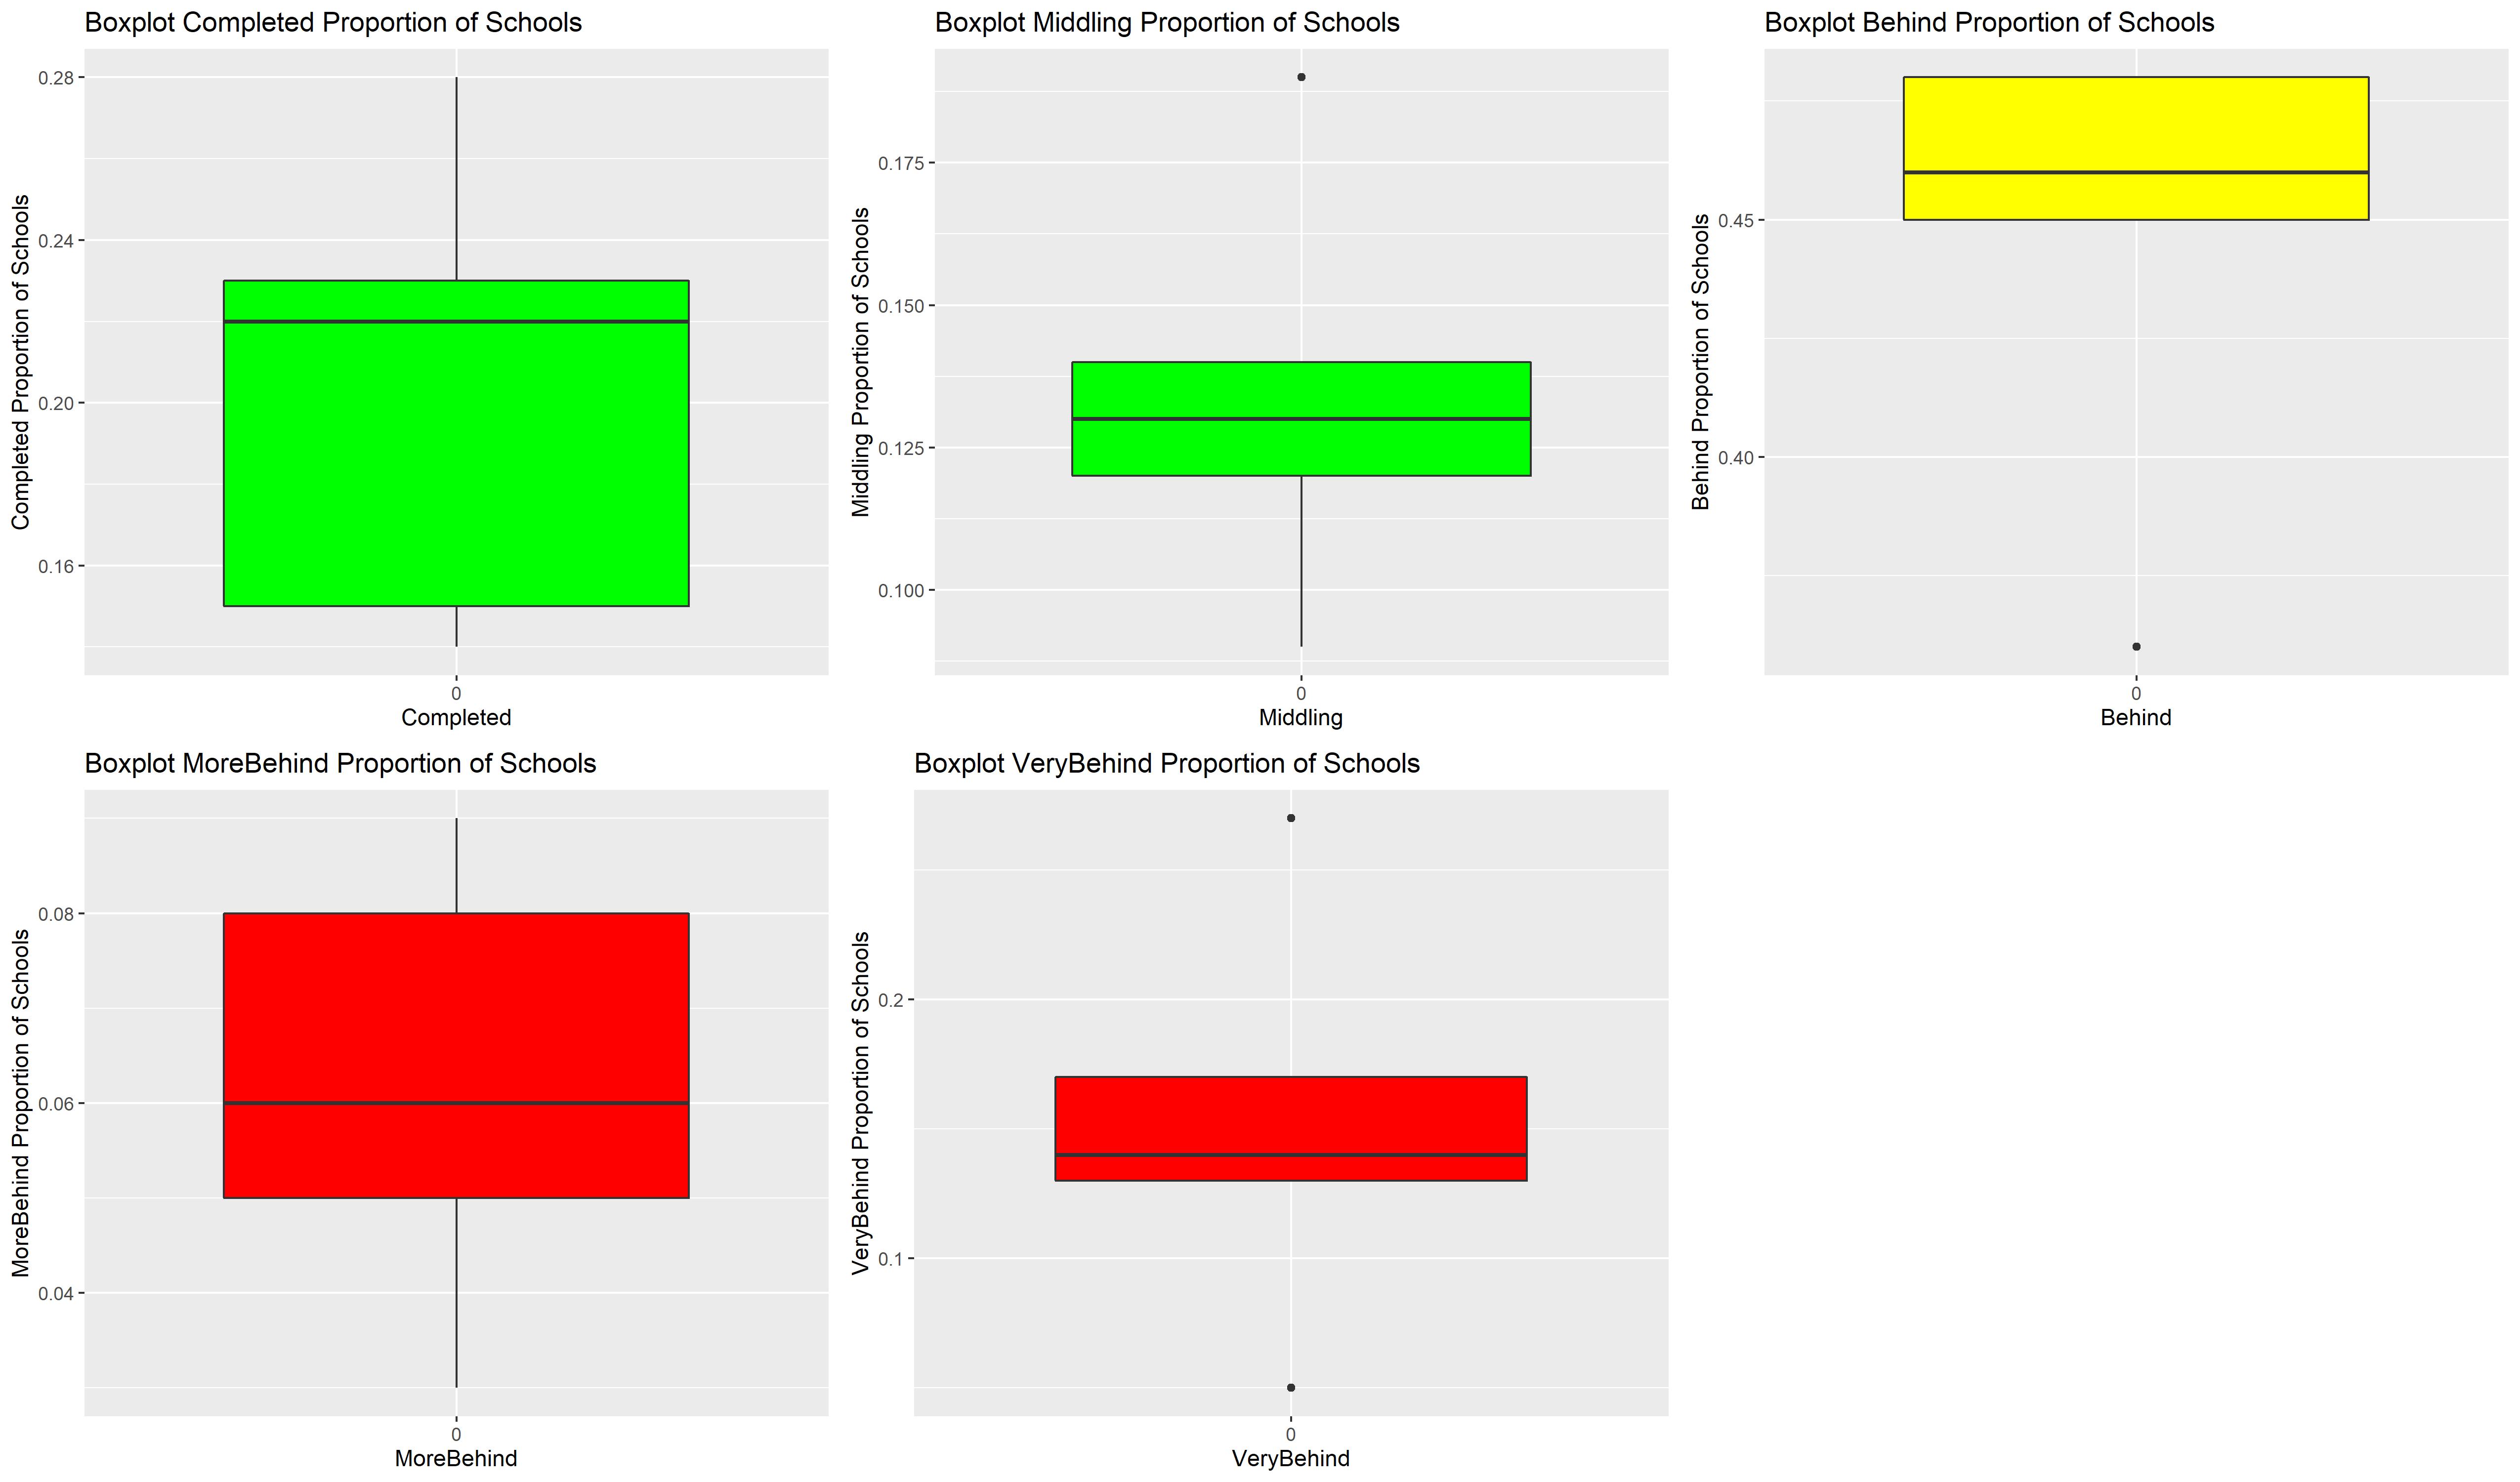 Boxplot Completed Proportion of Schools
Completed Proportion of Schools
0.28
0.24
0.20
0.16
0
Completed
Boxplot Middling Proportion of Schools
Middling Proportion of Schools
0.175
0.150
0.125
0.100
0
Middling
Boxplot Behind Proportion of Schools
Behind Proportion of Schools
0.45
0.40
0
Behind
Boxplot MoreBehind Proportion of Schools
MoreBehind Proportion of Schools
0.08
0.06
0.04
0
MoreBehind
Boxplot VeryBehind Proportion of Schools
VeryBehind Proportion of Schools
0.2
0.1
0
VeryBehind